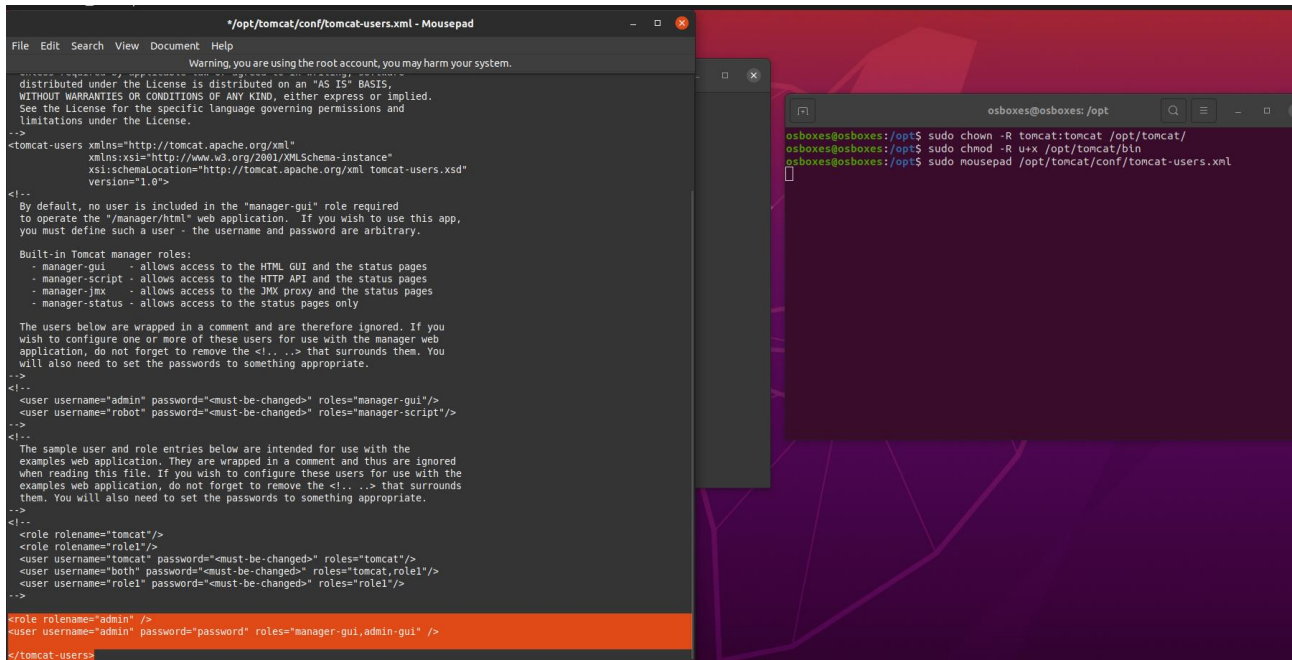 */opt/tomcat/conf/tomcat-users.xml - Mousepad
File Edit Search View Document Help
Warning, you are using the root account, you may harm your system.
distributed under the License is distributed on an "AS IS" BASIS,
WITHOUT WARRANTIES OR CONDITIONS OF ANY KIND, either express or implied.
See the License for the specific language governing permissions and
limitations under the License.
-->
<tomcat-users xmlns="http://tomcat.apache.org/xml"
xmlns:xsi="http://www.w3.org/2001/XMLSchema-instance"
xsi:schemaLocation="http://tomcat.apache.org/xml tomcat-users.xsd"
version="1.0">
<!--
By default, no user is included in the "manager-gui" role required
to operate the "/manager/html" web application.  If you wish to use this app,
you must define such a user - the username and password are arbitrary.
Built-in Tomcat manager roles:
- manager-gui    - allows access to the HTML GUI and the status pages
- manager-script - allows access to the HTTP API and the status pages
- manager-jmx    - allows access to the JMX proxy and the status pages
- manager-status - allows access to the status pages only
The users below are wrapped in a comment and are therefore ignored. If you
wish to configure one or more of these users for use with the manager web
application, do not forget to remove the <!.. ..> that surrounds them. You
will also need to set the passwords to something appropriate.
-->
<!--
<user username="admin" password="<must-be-changed>" roles="manager-gui"/>
<user username="robot" password="<must-be-changed>" roles="manager-script"/>
-->
<!--
The sample user and role entries below are intended for use with the
examples web application. They are wrapped in a comment and thus are ignored
when reading this file. If you wish to configure these users for use with the
examples web application, do not forget to remove the <!.. ..> that surrounds
them. You will also need to set the passwords to something appropriate.
-->
<!--
<role rolename="tomcat"/>
<role rolename="role1"/>
<user username="tomcat" password="<must-be-changed>" roles="tomcat"/>
<user username="both" password="<must-be-changed>" roles="tomcat,role1"/>
<user username="role1" password="<must-be-changed>" roles="role1"/>
-->
<role rolename="admin" />
<user username="admin" password="password" roles="manager-gui,admin-gui" />
</tomcat-users>
osboxes@osboxes: /opt
osboxes@osboxes:/opt$ sudo chown -R tomcat:tomcat /opt/tomcat/
osboxes@osboxes:/opt$ sudo chmod -R u+x /opt/tomcat/bin
osboxes@osboxes:/opt$ sudo mousepad /opt/tomcat/conf/tomcat-users.xml